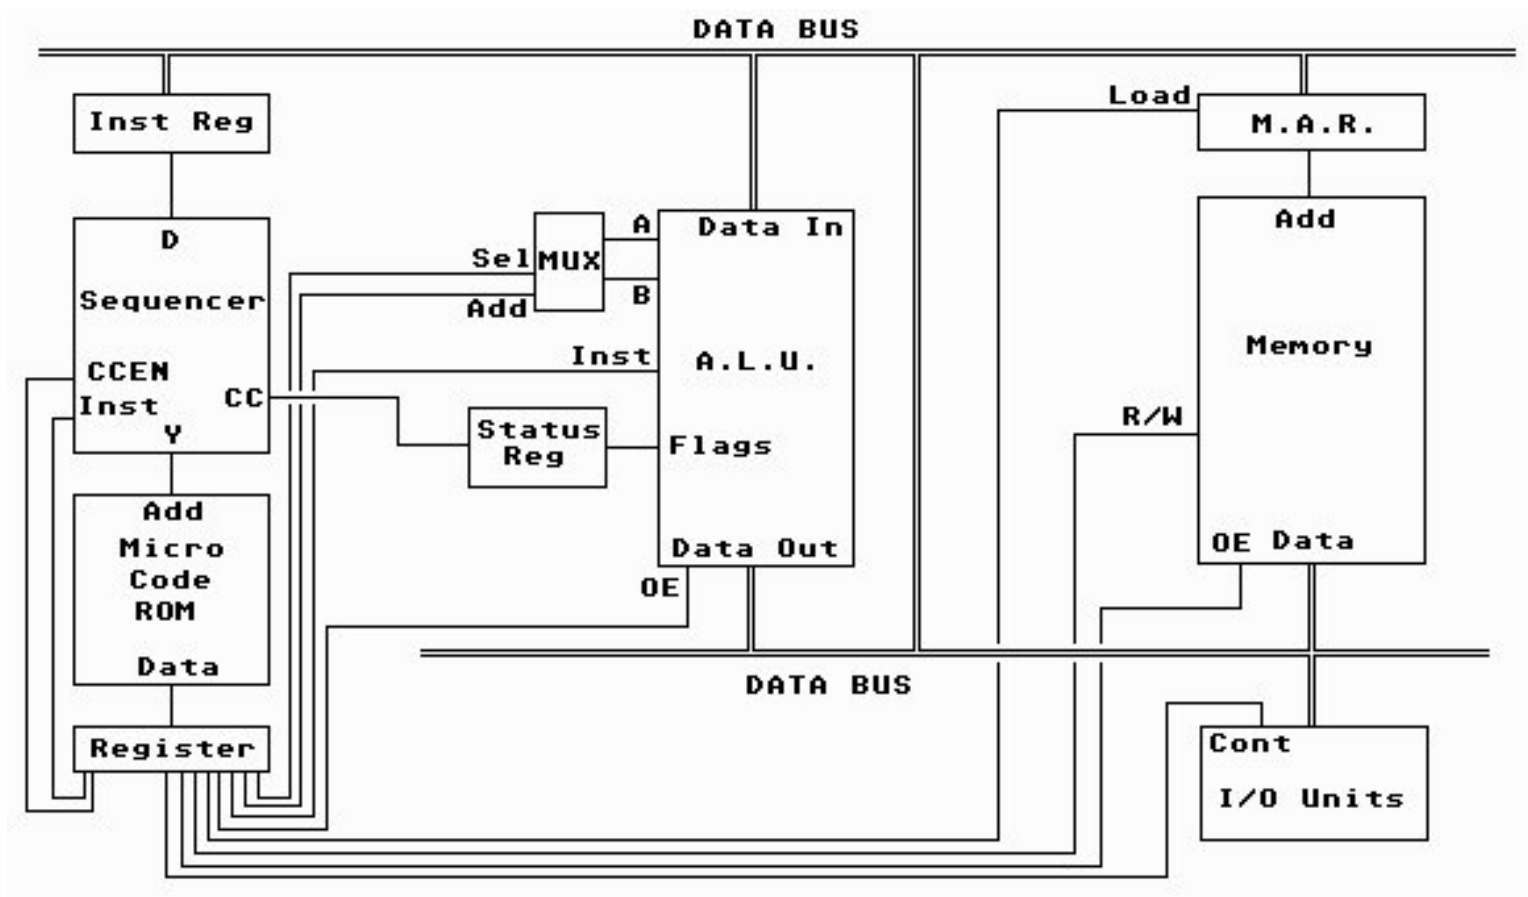 DATA BUS
Inst Reg
Load
M.A.R.
D
Sequencer
CCEN
Inst
CC
Y
Sel
Add
MUX
A
B
Data In
Inst
A.L.U.
Status
Reg
Flags
Data Out
OE
Add
Memory
R/W
OE Data
Add
Micro
Code
ROM
Data
Register
DATA BUS
Cont
I/O Units